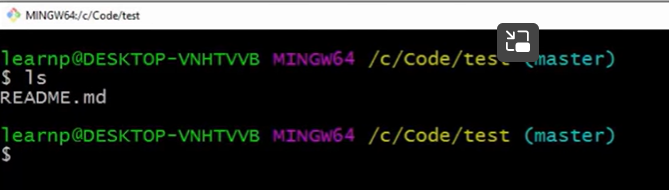 MINGW64:/c/Code/test
learnp@DESKTOP-VNHTVVB MINGW64 /c/Code/test (master)
$ ls
README.md
learnp@DESKTOP-VNHTVVB MINGW64 /c/Code/test (master)
$